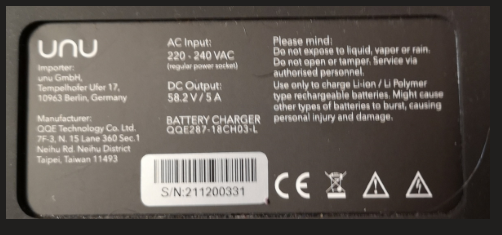 unu
Importer:
unu GmbH,
Tempelhofer Ufer 17,
10963 Berlin, Germany
Manufacturer:
QQE Technology Co. Ltd.
7F-3, N. 15 Lane 360 Sec.1
Neihu Rd. Neihu District
Taipei, Taiwan 11493
AC Input:
220 - 240 VAC
(regular power socket)
DC Output:
58.2 V / 5 A
BATTERY CHARGER
QQE287-18CH03-L
S/N:211200331
Please mind:
Do not expose to liquid, vapor or rain.
Do not open or tamper. Service via
authorised personnel.
Use only to charge Li-ion / Li Polymer
type rechargeable batteries. Might cause
other types of batteries to burst, causing
personal injury and damage.
CE